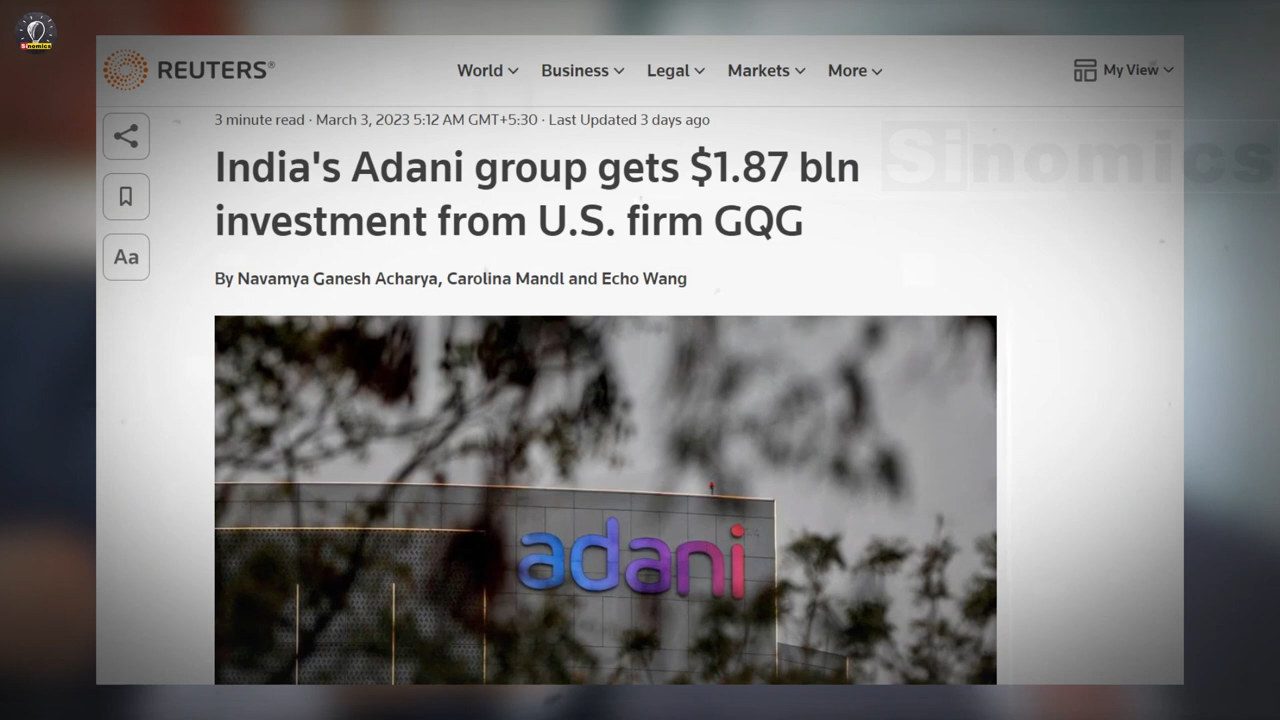 Sinomics
REUTERS®
World
Business
Legal
Markets
More
My View
3 minute read · March 3, 2023 5:12 AM GMT+5:30 · Last Updated 3 days ago
Sinomics
India's Adani group gets $1.87 bln
investment from U.S. firm GQG
Aa
By Navamya Ganesh Acharya, Carolina Mandl and Echo Wang
adani